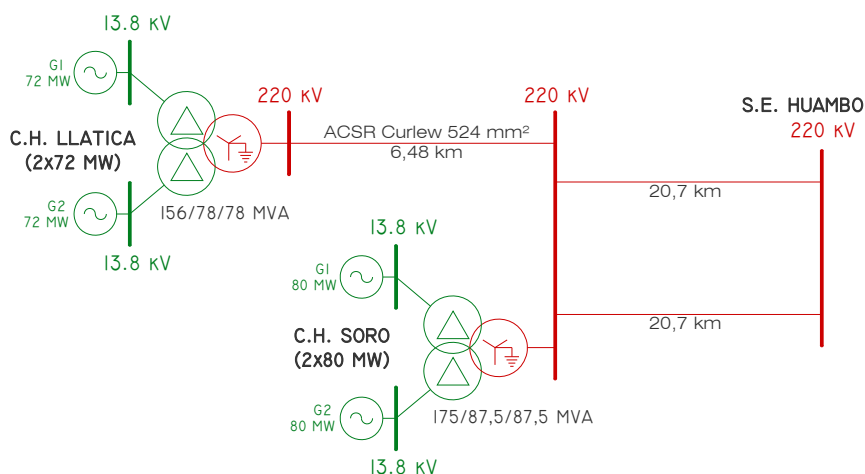 13.8 kV
G1
72 MW
C.H. LLATICA
(2x72 MW)
G2
72 MW
13.8 kV
156/78/78 MVA
220 kV
ACSR Curlew 524 mm²
6,48 km
220 kV
S.E. HUAMBO
220 kV
20,7 km
20,7 km
13.8 kV
G1
80 MW
C.H. SORO
(2x80 MW)
G2
80 MW
13.8 kV
175/87,5/87,5 MVA